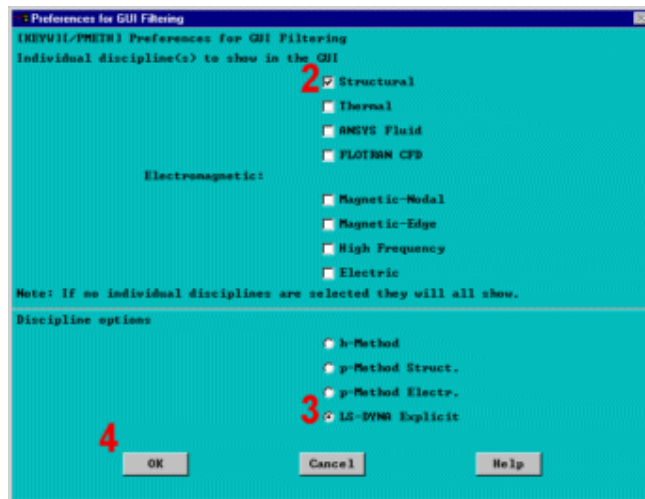 Preferences for GUI Filtering
[KEYW][/PMETH] Preferences for GUI Filtering
Individual discipline(s) to show in the GUI
2 Structural
Thermal
ANSYS Fluid
FLOTRAN CFD
Electromagnetic:
Magnetic-Nodal
Magnetic-Edge
High Frequency
Electric
Note: If no individual disciplines are selected they will all show.
Discipline options
h-Method
p-Method Struct.
p-Method Electr.
3 LS-DYNA Explicit
4
OK Cancel Help